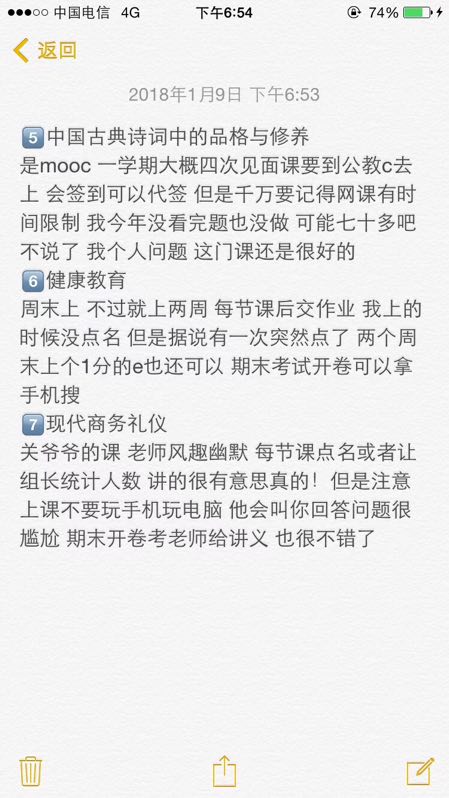 中国电信 4G 下午6:54 74%
返回
2018年1月9日 下午6:53
5中国古典诗词中的品格与修养
是mooc 一学期大概四次见面课要到公教c去
上 会签到可以代签 但是千万要记得网课有时
间限制 我今年没看完题也没做 可能七十多吧
不说了 我个人问题 这门课还是很好的
6健康教育
周末上 不过就上两周 每节课后交作业 我上的
时候没点名 但是据说有一次突然点了 两个周
末上个1分的e也还可以 期末考试开卷可以拿
手机搜
7现代商务礼仪
关爷爷的课 老师风趣幽默 每节课点名或者让
组长统计人数 讲的很有意思真的！但是注意
上课不要玩手机玩电脑 他会叫你回答问题很
尴尬 期末开卷考老师给讲义 也很不错了